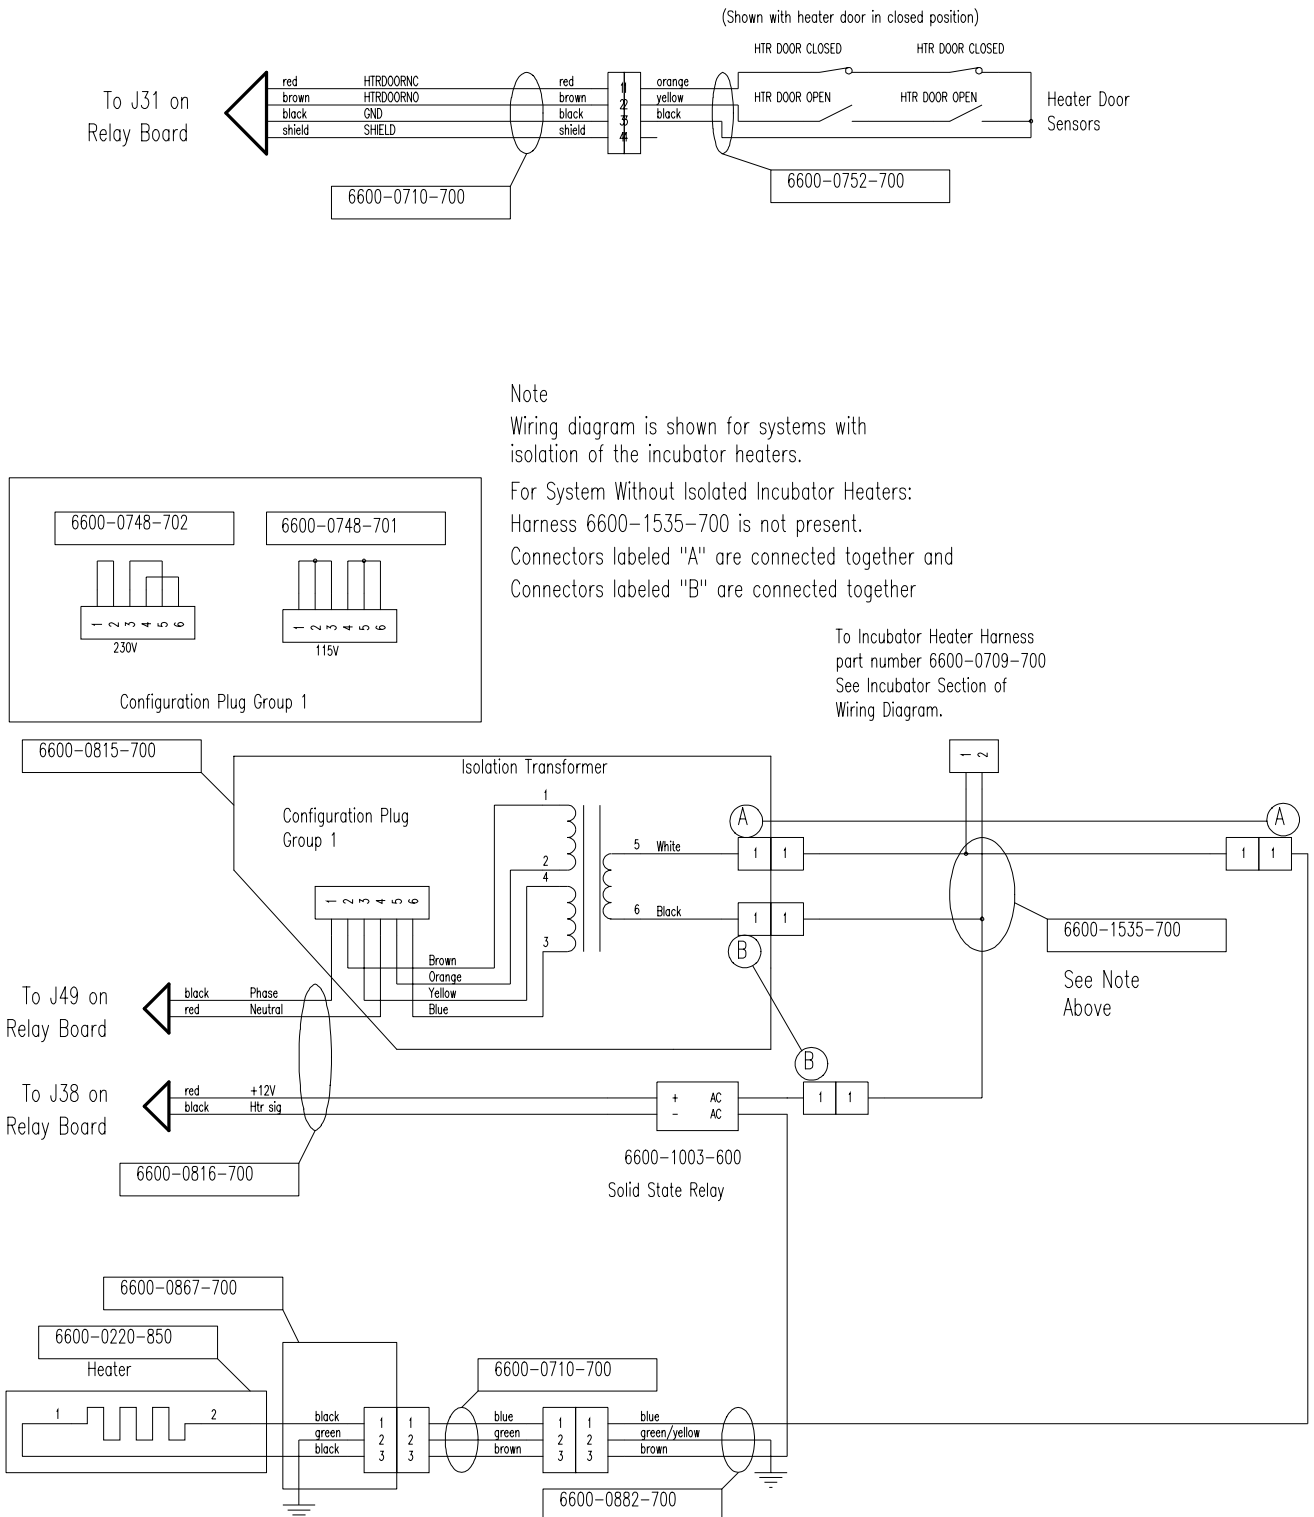 (Shown with heater door in closed position)
HTR DOOR CLOSED HTR DOOR CLOSED
To J31 on
Relay Board
red HTRDOORNC red 1 orange
brown HTRDOORNO brown 2 yellow
black GND black 3 black
shield SHIELD shield 4
HTR DOOR OPEN HTR DOOR OPEN
Heater Door
Sensors
6600-0710-700
6600-0752-700
Note
Wiring diagram is shown for systems with
isolation of the incubator heaters.
For System Without Isolated Incubator Heaters:
Harness 6600-1535-700 is not present.
Connectors labeled "A" are connected together and
Connectors labeled "B" are connected together
6600-0748-702 6600-0748-701
1 2 3 4 5 6 1 2 3 4 5 6
230V 115V
Configuration Plug Group 1
To Incubator Heater Harness
part number 6600-0709-700
See Incubator Section of
Wiring Diagram.
1 2
6600-0815-700
Isolation Transformer
Configuration Plug
Group 1
1 2 3 4 5 6
1
2
4
3
5 White
6 Black
A A
1 1 1 1
1 1
B
Brown
Orange
Yellow
Blue
6600-1535-700
See Note
Above
To J49 on
Relay Board
black Phase
red Neutral
B
To J38 on
Relay Board
red +12V
black Htr sig
+ AC
- AC
1 1
6600-1003-600
Solid State Relay
6600-0816-700
6600-0867-700
6600-0220-850
Heater
6600-0710-700
1 2
black 1 1 blue 1 1 blue
green 2 2 green 2 2 green/yellow
black 3 3 brown 3 3 brown
6600-0882-700